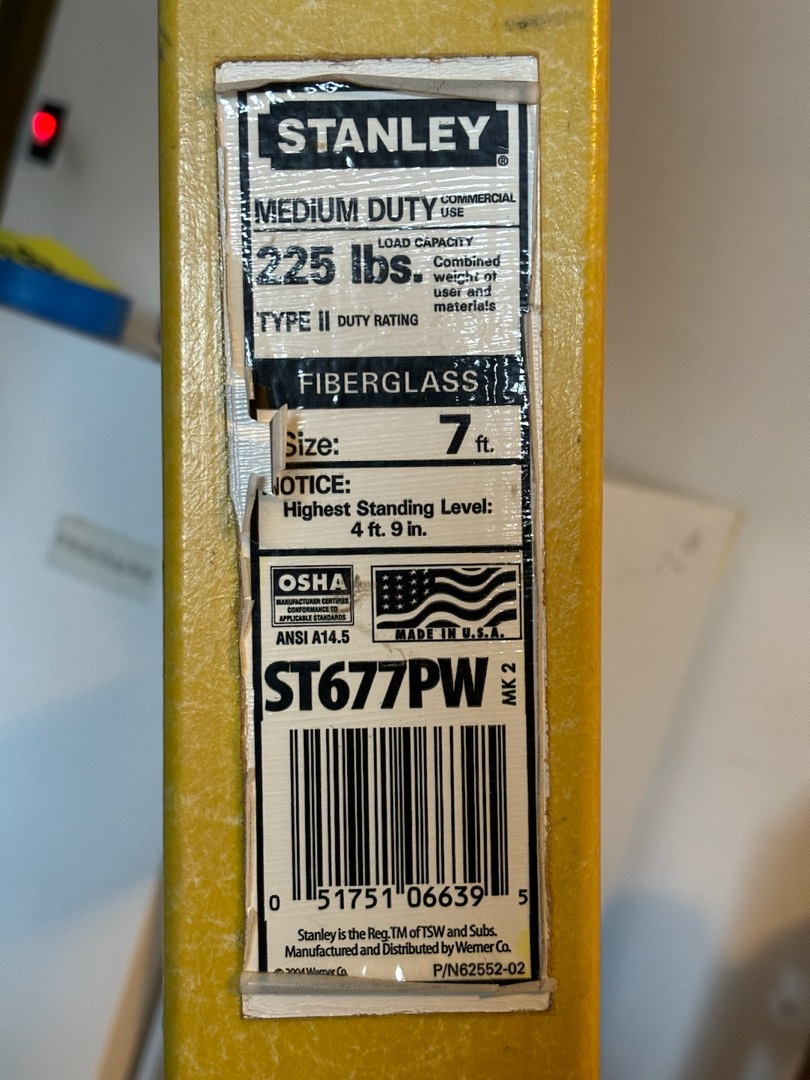 STANLEY®
MEDIUM DUTY COMMERCIAL USE
LOAD CAPACITY
225 lbs. Combined weight of user and materials
TYPE II DUTY RATING
FIBERGLASS
Size: 7 ft.
NOTICE:
Highest Standing Level:
4 ft. 9 in.
OSHA
MANUFACTURER CERTIFIES
CONFORMANCE TO
APPLICABLE STANDARDS
ANSI A14.5
MADE IN U.S.A.
ST677PW MK 2
0 51751 06639 5
Stanley is the Reg.TM of TSW and Subs.
Manufactured and Distributed by Werner Co.
© 2004 Werner Co. P/N62552-02